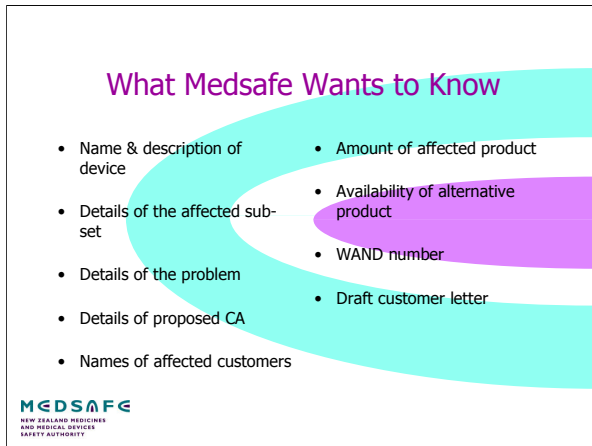 What Medsafe Wants to Know
• Name & description of
device
• Details of the affected sub-
set
• Details of the problem
• Details of proposed CA
• Names of affected customers
• Amount of affected product
• Availability of alternative
product
• WAND number
• Draft customer letter
MEDSAFE
NEW ZEALAND MEDICINES
AND MEDICAL DEVICES
SAFETY AUTHORITY